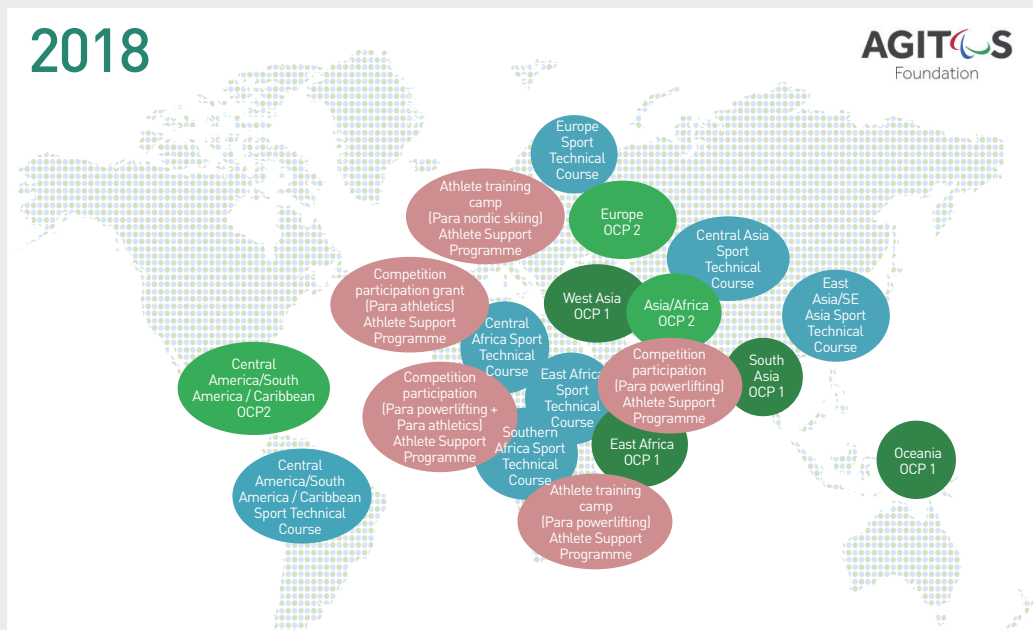 2018
AGITOS
Foundation
Europe
Sport
Technical
Course
Athlete training
camp
(Para nordic skiing)
Athlete Support
Programme
Europe
OCP 2
Central Asia
Sport
Technical
Course
Competition
participation grant
(Para athletics)
Athlete Support
Programme
West Asia
OCP 1
Asia/Africa
OCP 2
East
Asia/SE
Asia Sport
Technical
Course
Central
Africa Sport
Technical
Course
Central
America/South
America / Caribbean
OCP2
Competition
participation
(Para powerlifting +
Para athletics)
Athlete Support
Programme
East Africa
Sport
Technical
Course
Competition
participation
(Para powerlifting)
Athlete Support
Programme
South
Asia
OCP 1
Southern
Africa Sport
Technical
Course
East Africa
OCP 1
Oceania
OCP 1
Central
America/South
America / Caribbean
Sport Technical
Course
Athlete training
camp
(Para powerlifting)
Athlete Support
Programme